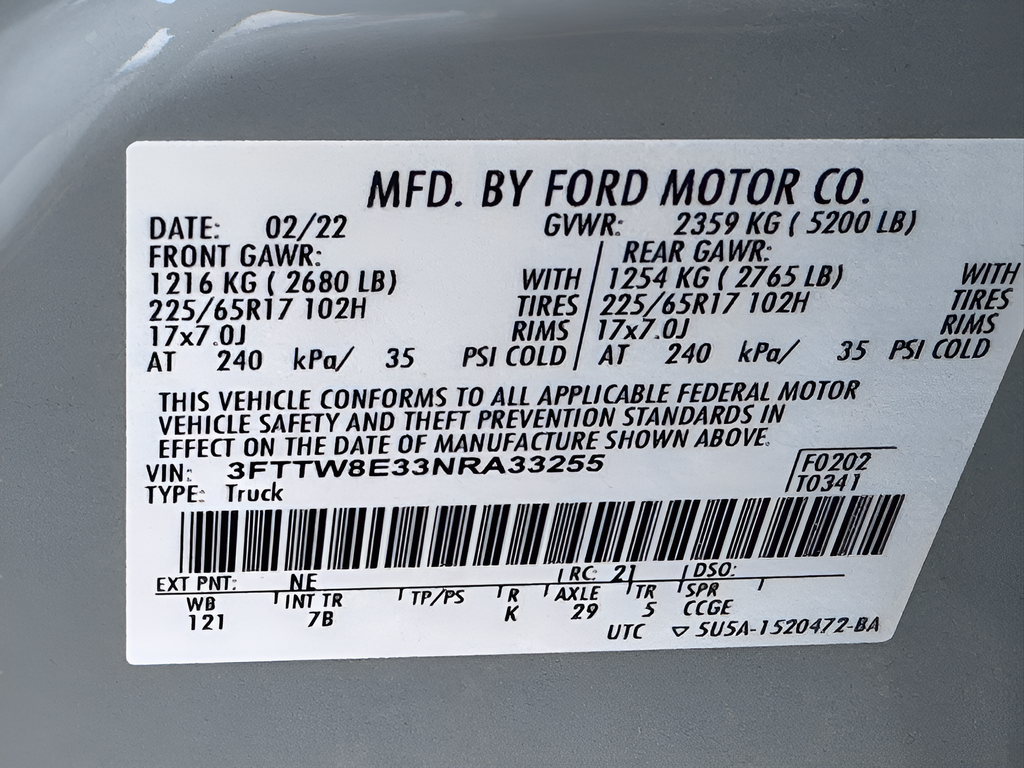 MFD. BY FORD MOTOR CO.
DATE: 02/22 GVWR: 2359 KG ( 5200 LB)
FRONT GAWR: REAR GAWR:
1216 KG ( 2680 LB) WITH 1254 KG ( 2765 LB) WITH
225/65R17 102H TIRES 225/65R17 102H TIRES
17x7.0J RIMS 17x7.0J RIMS
AT 240 kPa/ 35 PSI COLD AT 240 kPa/ 35 PSI COLD
THIS VEHICLE CONFORMS TO ALL APPLICABLE FEDERAL MOTOR
VEHICLE SAFETY AND THEFT PREVENTION STANDARDS IN
EFFECT ON THE DATE OF MANUFACTURE SHOWN ABOVE.
VIN: 3FTTW8E33NRA33255 F0202
TYPE: Truck T0341
EXT PNT: NE RC: 21 DSO:
WB INT TR TP/PS R AXLE TR SPR
121 7B K 29 5 CCGE
UTC ▽ 5U5A-1520472-BA